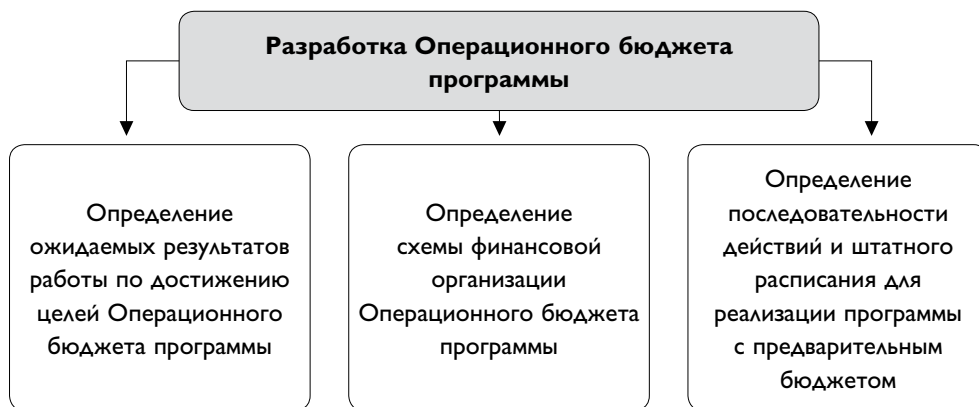 Разработка Операционного бюджета
программы
Определение
ожидаемых результатов
работы по достижению
целей Операционного
бюджета программы
Определение
схемы финансовой
организации
Операционного бюджета
программы
Определение
последовательности
действий и штатного
расписания для
реализации программы
с предварительным
бюджетом